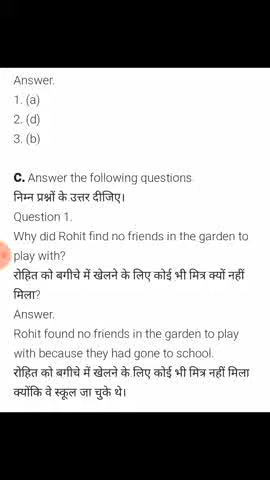 Answer.
1. (a)
2. (d)
3. (b)
C. Answer the following questions
निम्न प्रश्नों के उत्तर दीजिए।
Question 1.
Why did Rohit find no friends in the garden to
play with?
रोहित को बगीचे में खेलने के लिए कोई भी मित्र क्यों नहीं
मिला?
Answer.
Rohit found no friends in the garden to play
with because they had gone to school.
रोहित को बगीचे में खेलने के लिए कोई भी मित्र नहीं मिला
क्योंकि वे स्कूल जा चुके थे।